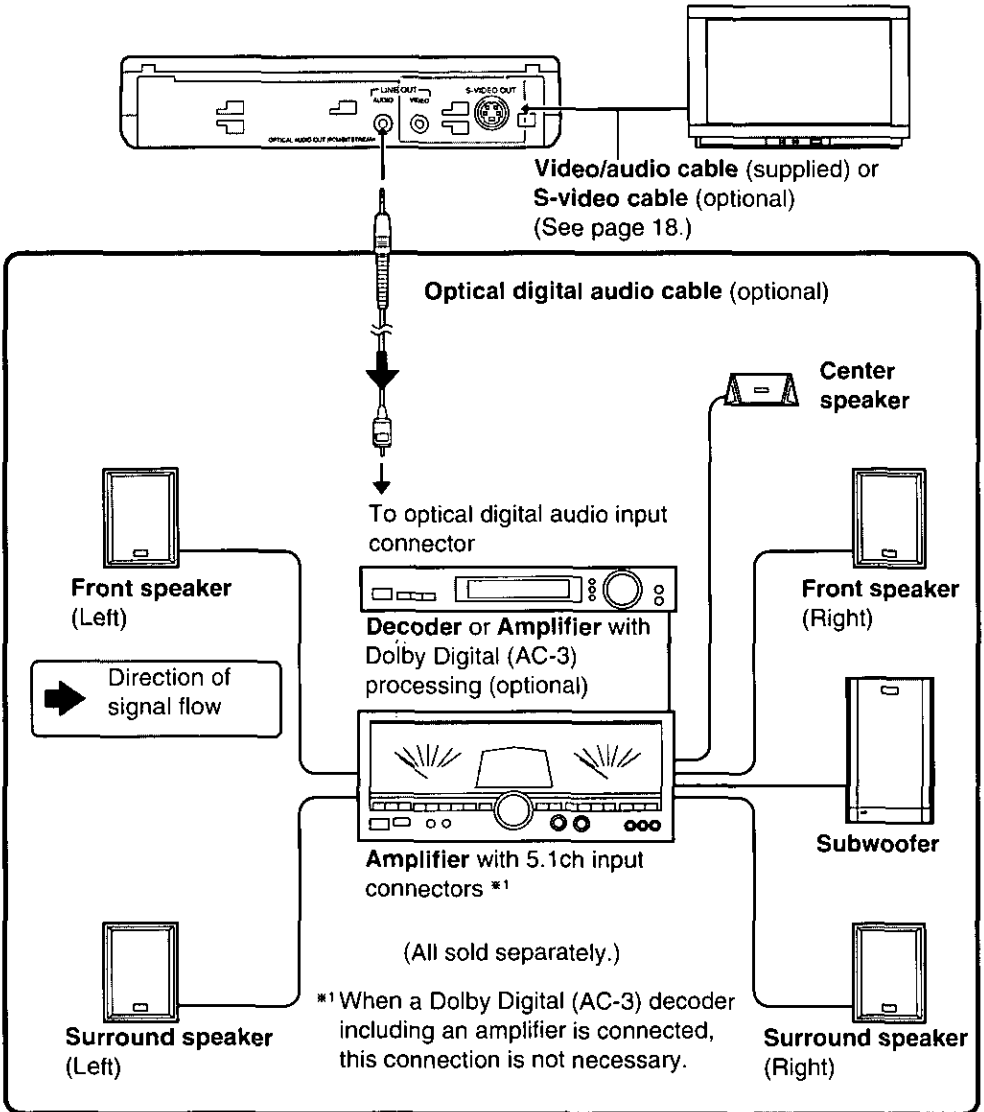 LINE OUT
AUDIO
VIDEO
S-VIDEO OUT
OPTICAL AUDIO OUT (PCM/BITSTREAM)
Video/audio cable (supplied) or
S-video cable (optional)
(See page 18.)
Optical digital audio cable (optional)
Center
speaker
To optical digital audio input
connector
Front speaker
(Left)
Front speaker
(Right)
Decoder or Amplifier with
Dolby Digital (AC-3)
processing (optional)
Direction of
signal flow
Subwoofer
Amplifier with 5.1ch input
connectors *1
(All sold separately.)
*1 When a Dolby Digital (AC-3) decoder
including an amplifier is connected,
this connection is not necessary.
Surround speaker
(Left)
Surround speaker
(Right)